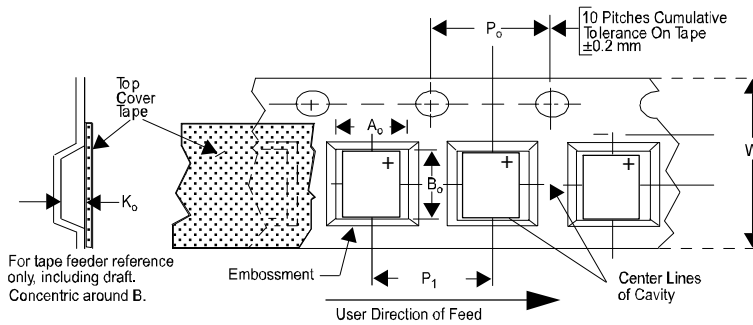 10 Pitches Cumulative
Tolerance On Tape
±0.2 mm
Po
Top
Cover
Tape
Ao
W
Bo
Ko
For tape feeder reference
only, including draft.
Concentric around B.
Embossment
P1
Center Lines
of Cavity
User Direction of Feed